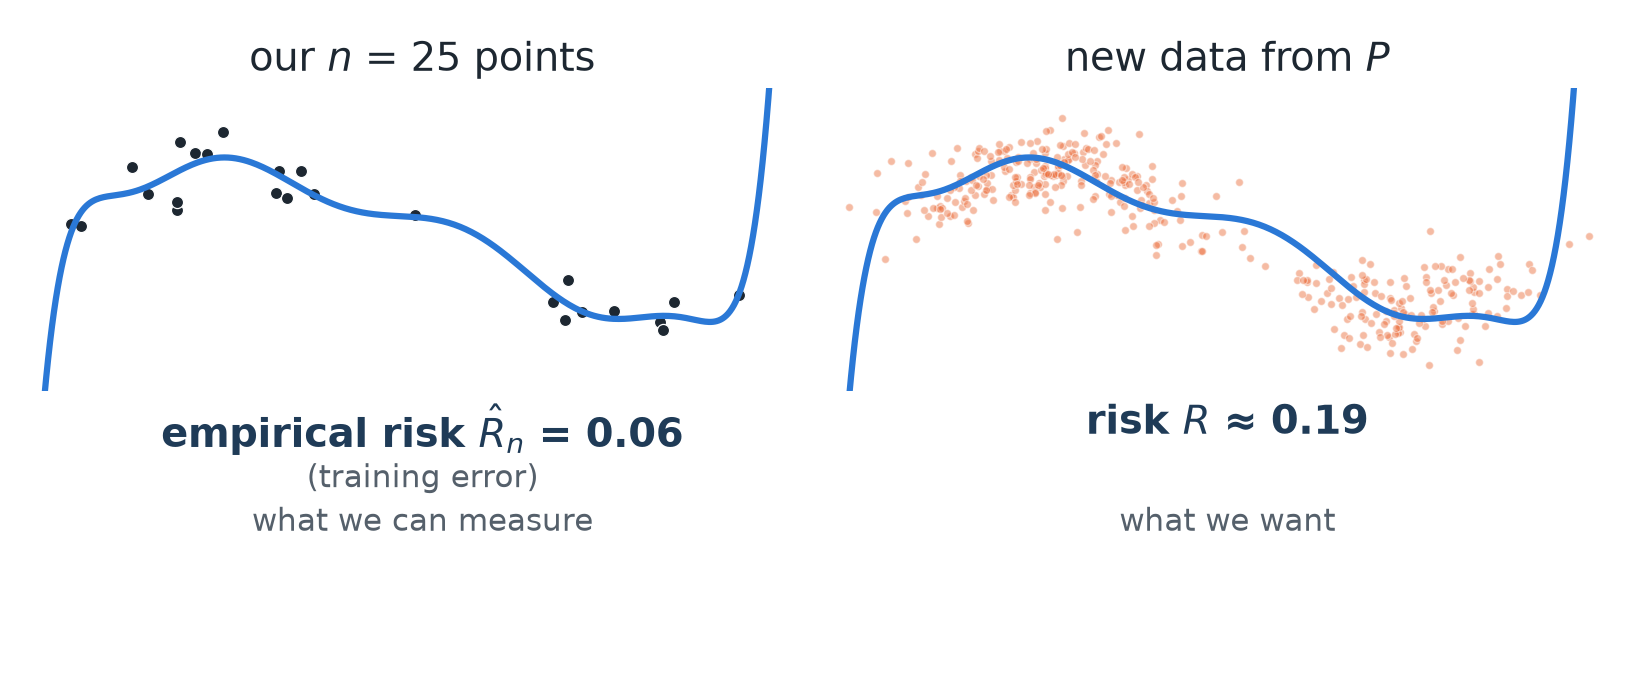 our n = 25 points
empirical risk R̂ₙ = 0.06
(training error)
what we can measure
new data from P
risk R ≈ 0.19
what we want